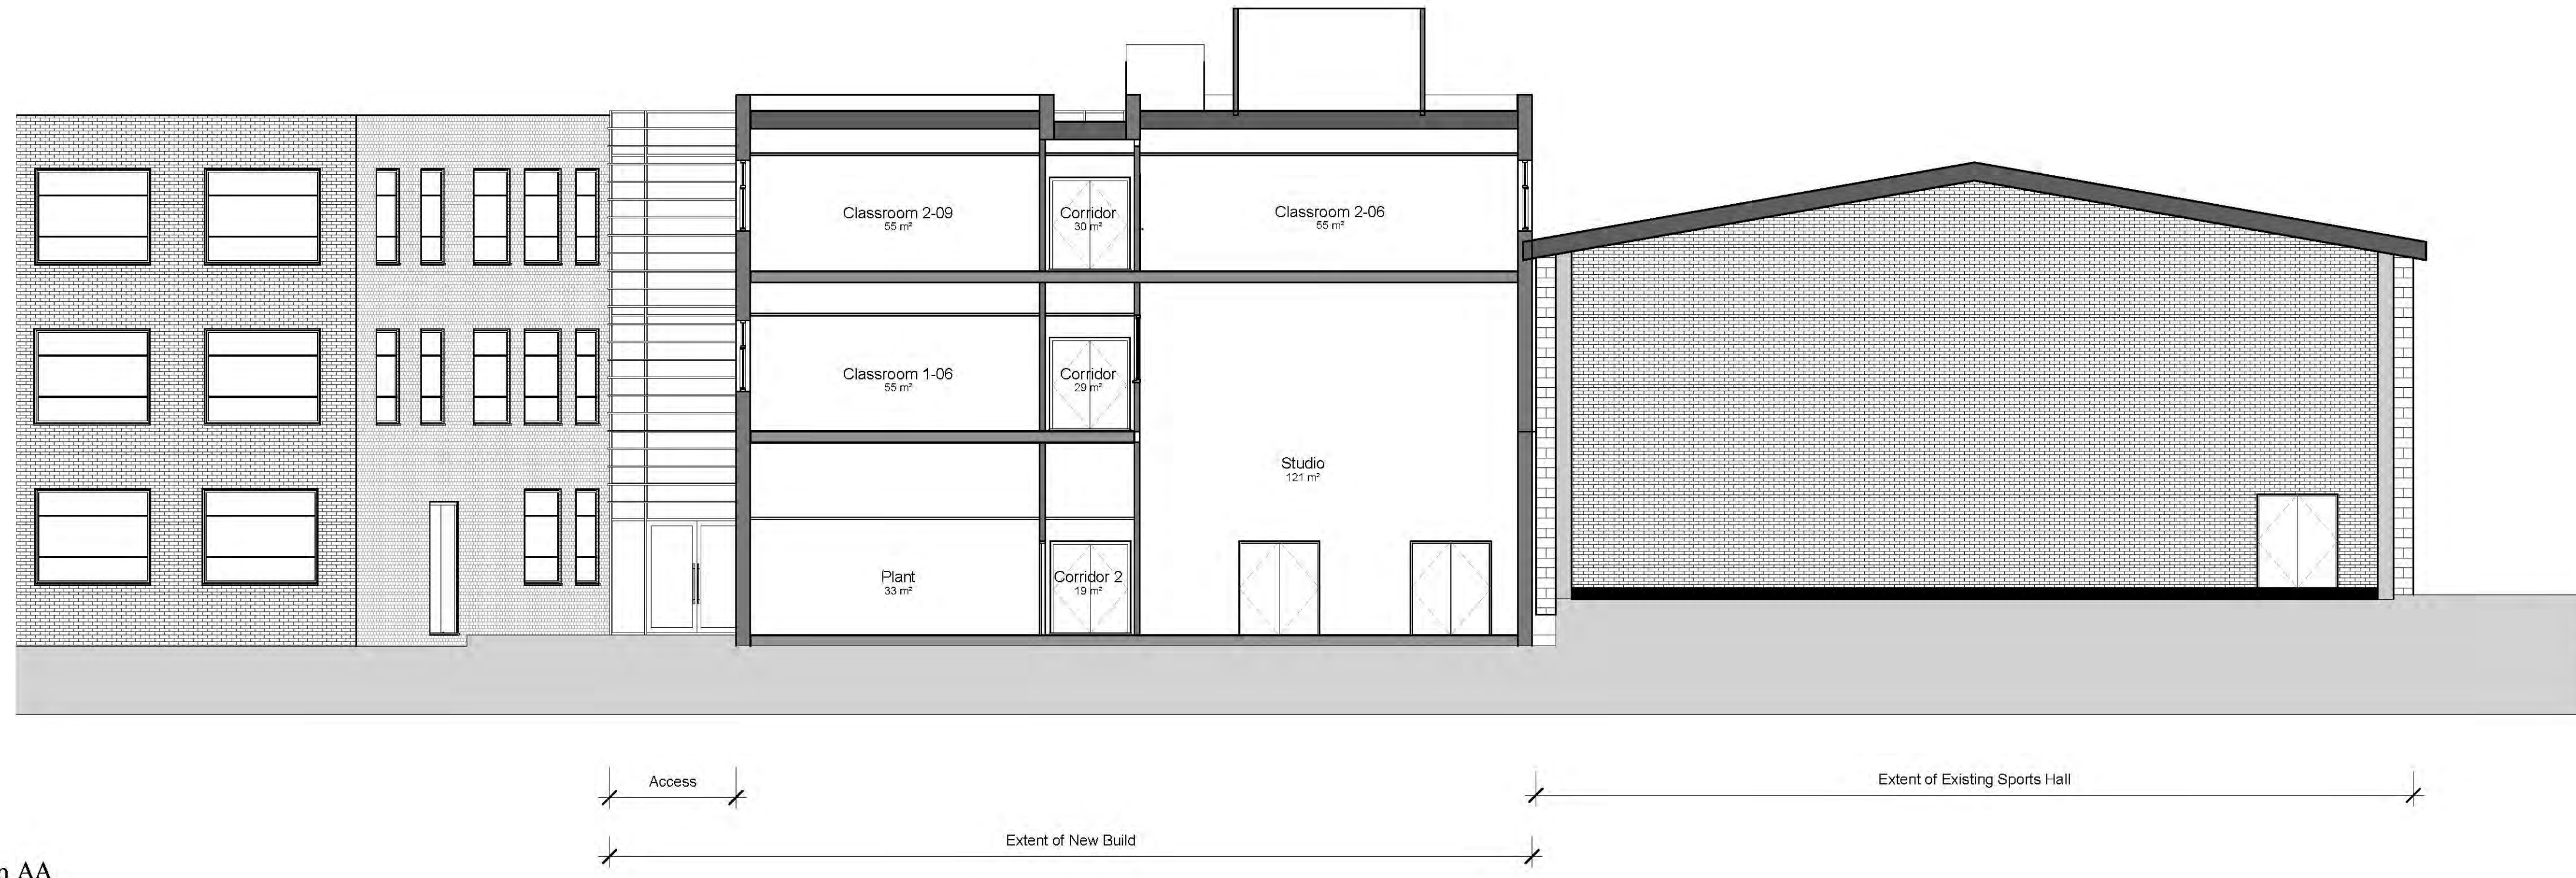 Classroom 2-09
55 m²
Corridor
30 m²
Classroom 2-06
55 m²
Classroom 1-06
55 m²
Corridor
29 m²
Studio
121 m²
Plant
33 m²
Corridor 2
19 m²
Access
Extent of Existing Sports Hall
Extent of New Build
AA